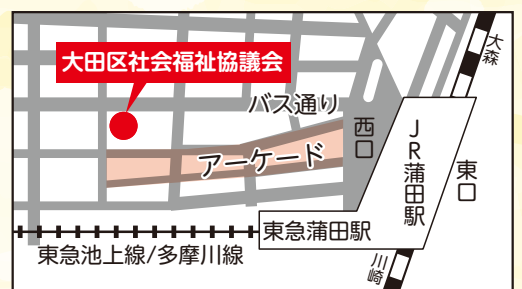 大田区社会福祉協議会
大森
バス通り
西口
JR蒲田駅
東口
アーケード
東急蒲田駅
東急池上線/多摩川線
川崎